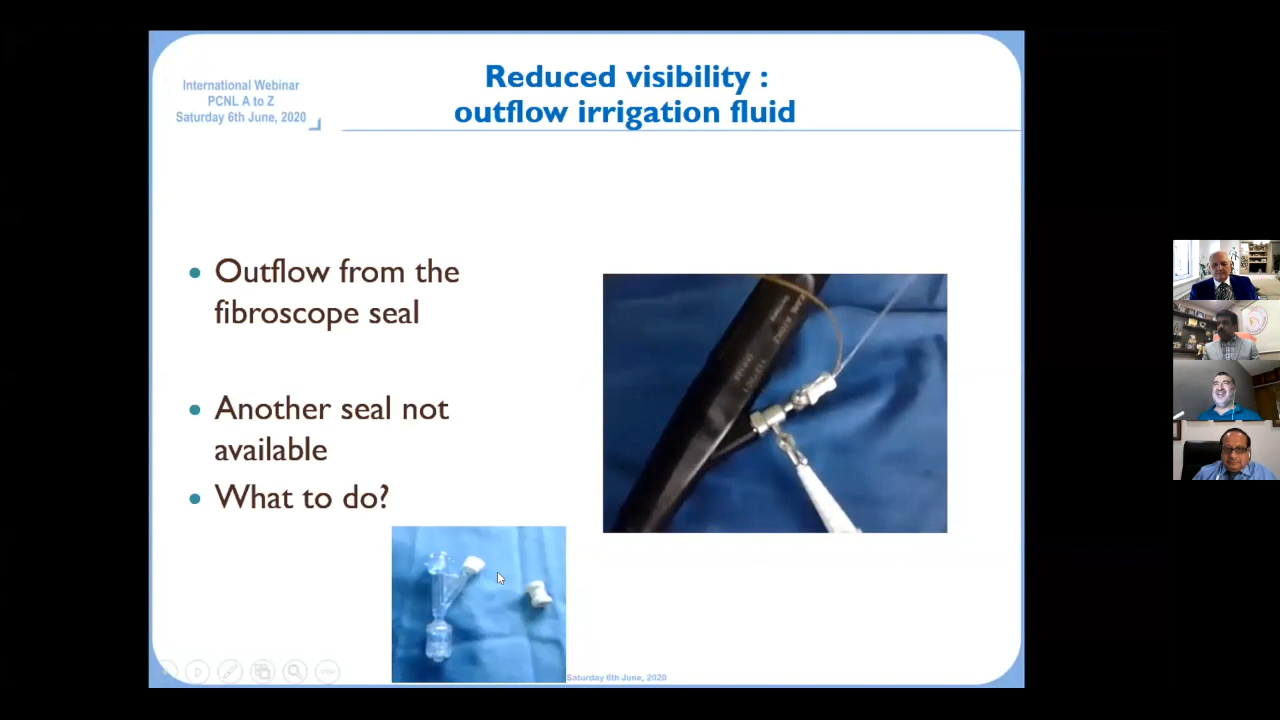 International Webinar
PCNL A to Z
Saturday 6th June, 2020
Reduced visibility :
outflow irrigation fluid
Outflow from the
fibroscope seal
Another seal not
available
What to do?
Saturday 6th June, 2020